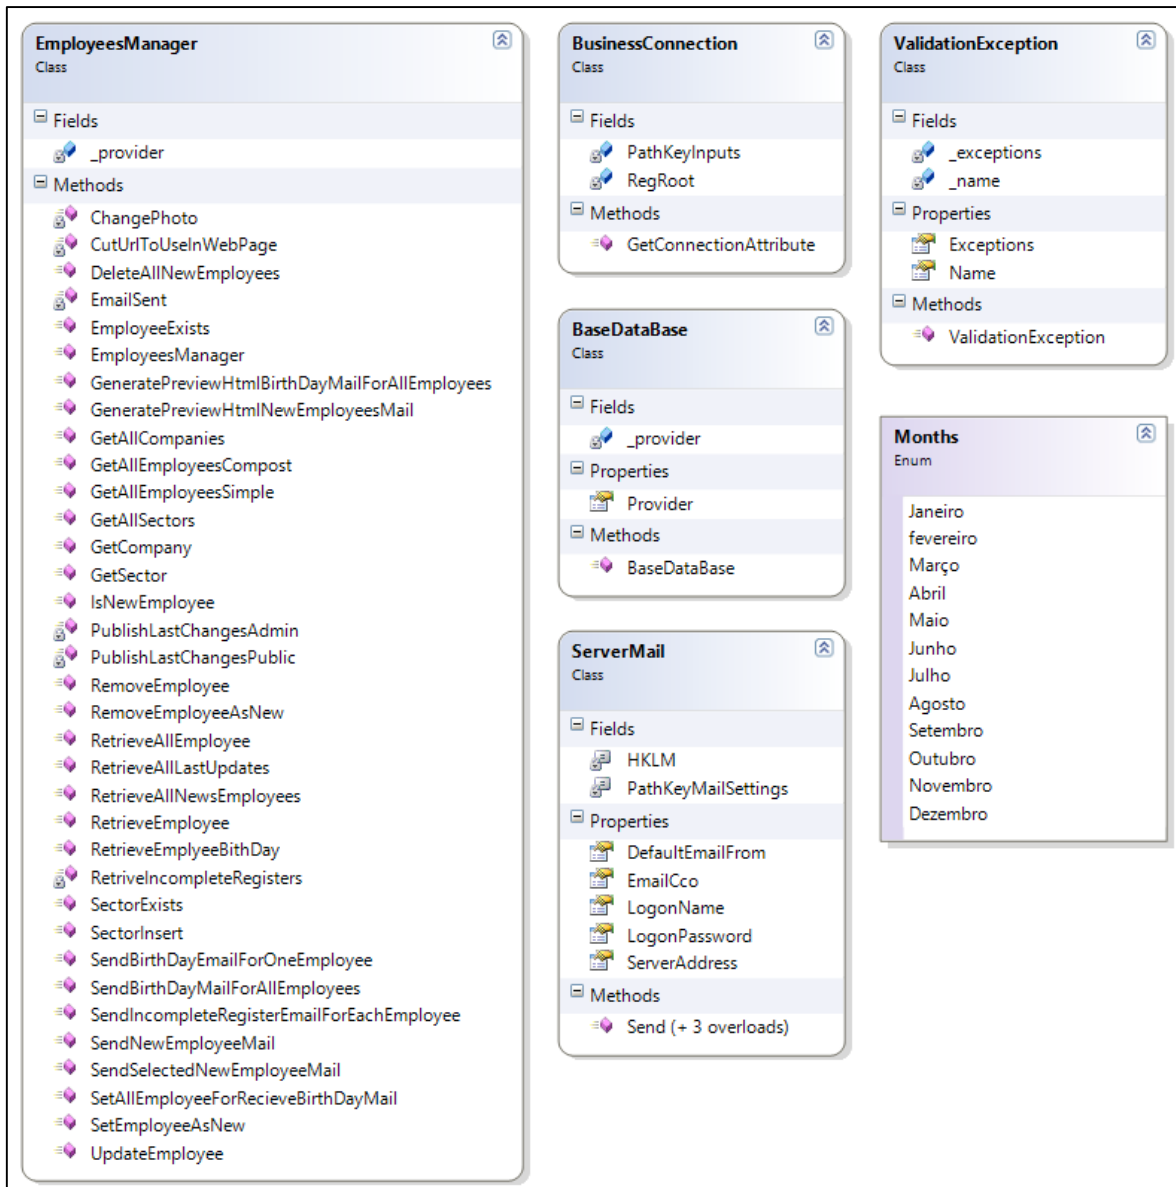 EmployeesManager
Class
Fields
_provider
Methods
ChangePhoto
CutUrlToUseInWebPage
DeleteAllNewEmployees
EmailSent
EmployeeExists
EmployeesManager
GeneratePreviewHtmlBirthDayMailForAllEmployees
GeneratePreviewHtmlNewEmployeesMail
GetAllCompanies
GetAllEmployeesCompost
GetAllEmployeesSimple
GetAllSectors
GetCompany
GetSector
IsNewEmployee
PublishLastChangesAdmin
PublishLastChangesPublic
RemoveEmployee
RemoveEmployeeAsNew
RetrieveAllEmployee
RetrieveAllLastUpdates
RetrieveAllNewsEmployees
RetrieveEmployee
RetrieveEmplyeeBithDay
RetriveIncompleteRegisters
SectorExists
SectorInsert
SendBirthDayEmailForOneEmployee
SendBirthDayMailForAllEmployees
SendIncompleteRegisterEmailForEachEmployee
SendNewEmployeeMail
SendSelectedNewEmployeeMail
SetAllEmployeeForRecieveBirthDayMail
SetEmployeeAsNew
UpdateEmployee
BusinessConnection
Class
Fields
PathKeyInputs
RegRoot
Methods
GetConnectionAttribute
BaseDataBase
Class
Fields
_provider
Properties
Provider
Methods
BaseDataBase
ServerMail
Class
Fields
HKLM
PathKeyMailSettings
Properties
DefaultEmailFrom
EmailCco
LogonName
LogonPassword
ServerAddress
Methods
Send (+ 3 overloads)
ValidationException
Class
Fields
_exceptions
_name
Properties
Exceptions
Name
Methods
ValidationException
Months
Enum
Janeiro
fevereiro
Março
Abril
Maio
Junho
Julho
Agosto
Setembro
Outubro
Novembro
Dezembro